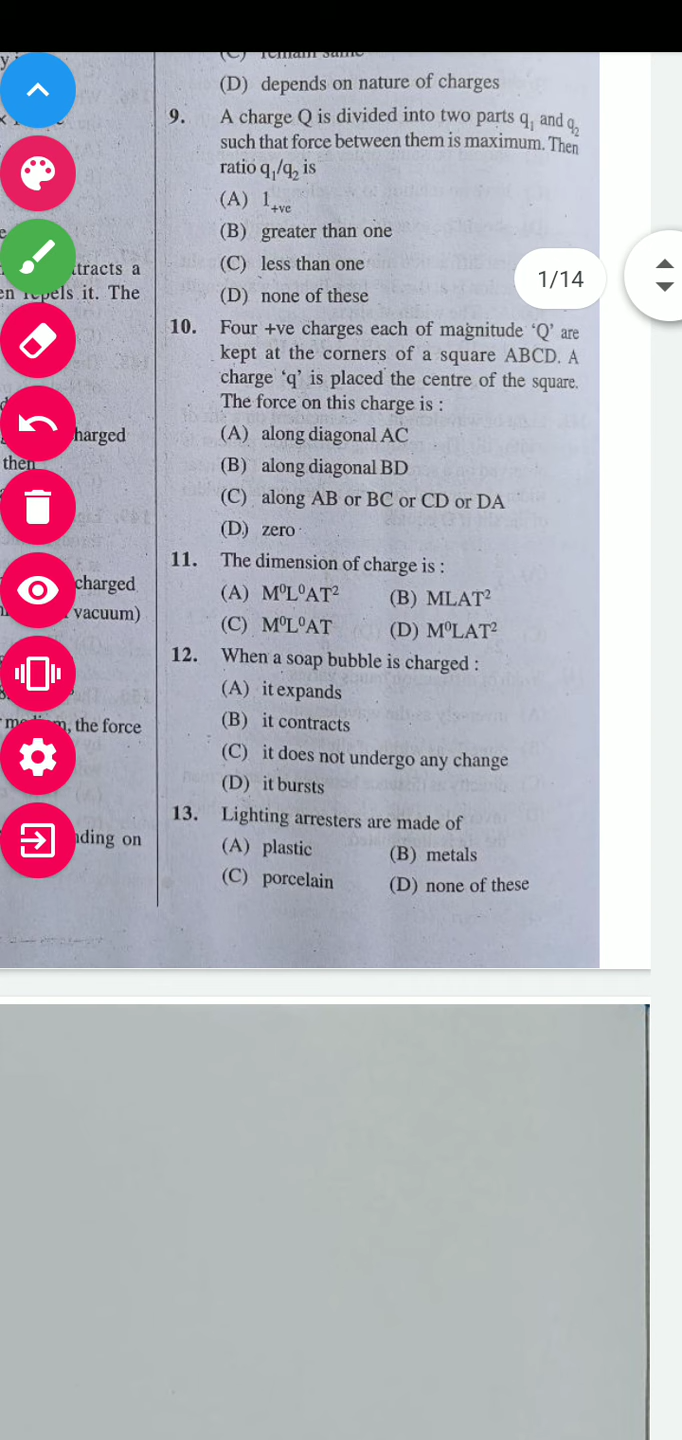 (C) remain same
(D) depends on nature of charges
9. A charge Q is divided into two parts q₁ and q₂
such that force between them is maximum. Then
ratio q₁/q₂ is
(A) 1₊ᵥₑ
(B) greater than one
(C) less than one
(D) none of these
10. Four +ve charges each of magnitude ‘Q’ are
kept at the corners of a square ABCD. A
charge ‘q’ is placed the centre of the square.
The force on this charge is :
(A) along diagonal AC
(B) along diagonal BD
(C) along AB or BC or CD or DA
(D) zero
11. The dimension of charge is :
(A) M⁰L⁰AT² (B) MLAT²
(C) M⁰L⁰AT (D) M⁰LAT²
12. When a soap bubble is charged :
(A) it expands
(B) it contracts
(C) it does not undergo any change
(D) it bursts
13. Lighting arresters are made of
(A) plastic (B) metals
(C) porcelain (D) none of these
1/14
tracts a
repels it. The
harged
then
charged
vacuum)
, the force
ding on